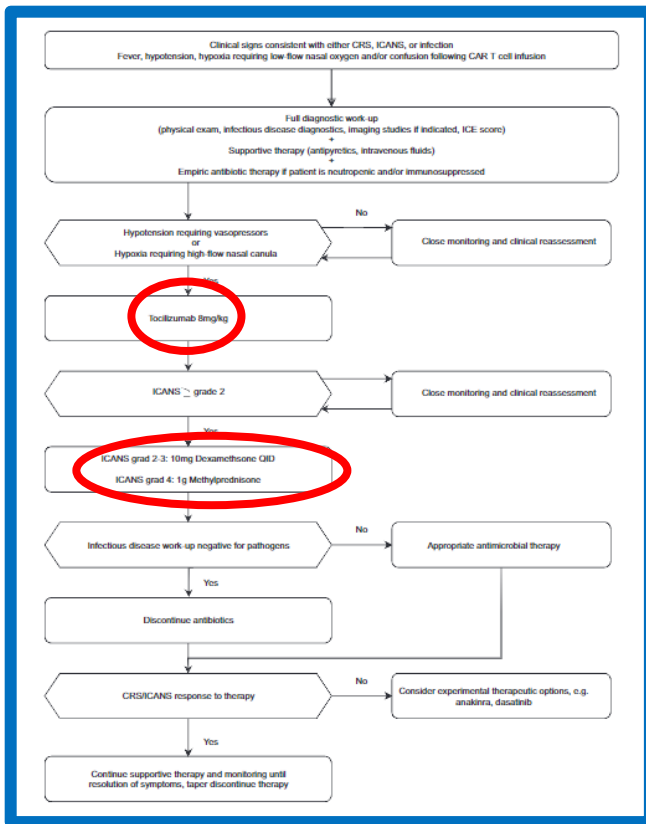 Clinical signs consistent with either CRS, ICANS, or infection
Fever, hypotension, hypoxia requiring low-flow nasal oxygen and/or confusion following CAR T cell infusion
Full diagnostic work-up
(physical exam, infectious disease diagnostics, imaging studies if indicated, ICE score)
+
Supportive therapy (antipyretics, intravenous fluids)
+
Empiric antibiotic therapy if patient is neutropenic and/or immunosuppressed
Hypotension requiring vasopressors
or
Hypoxia requiring high-flow nasal canula
No
Close monitoring and clinical reassessment
Yes
Tocilizumab 8mg/kg
ICANS ≥ grade 2
Close monitoring and clinical reassessment
Yes
ICANS grad 2-3: 10mg Dexamethsone QID
ICANS grad 4: 1g Methylprednisone
Infectious disease work-up negative for pathogens
No
Appropriate antimicrobial therapy
Yes
Discontinue antibiotics
CRS/ICANS response to therapy
No
Consider experimental therapeutic options, e.g.
anakinra, dasatinib
Yes
Continue supportive therapy and monitoring until
resolution of symptoms, taper discontinue therapy